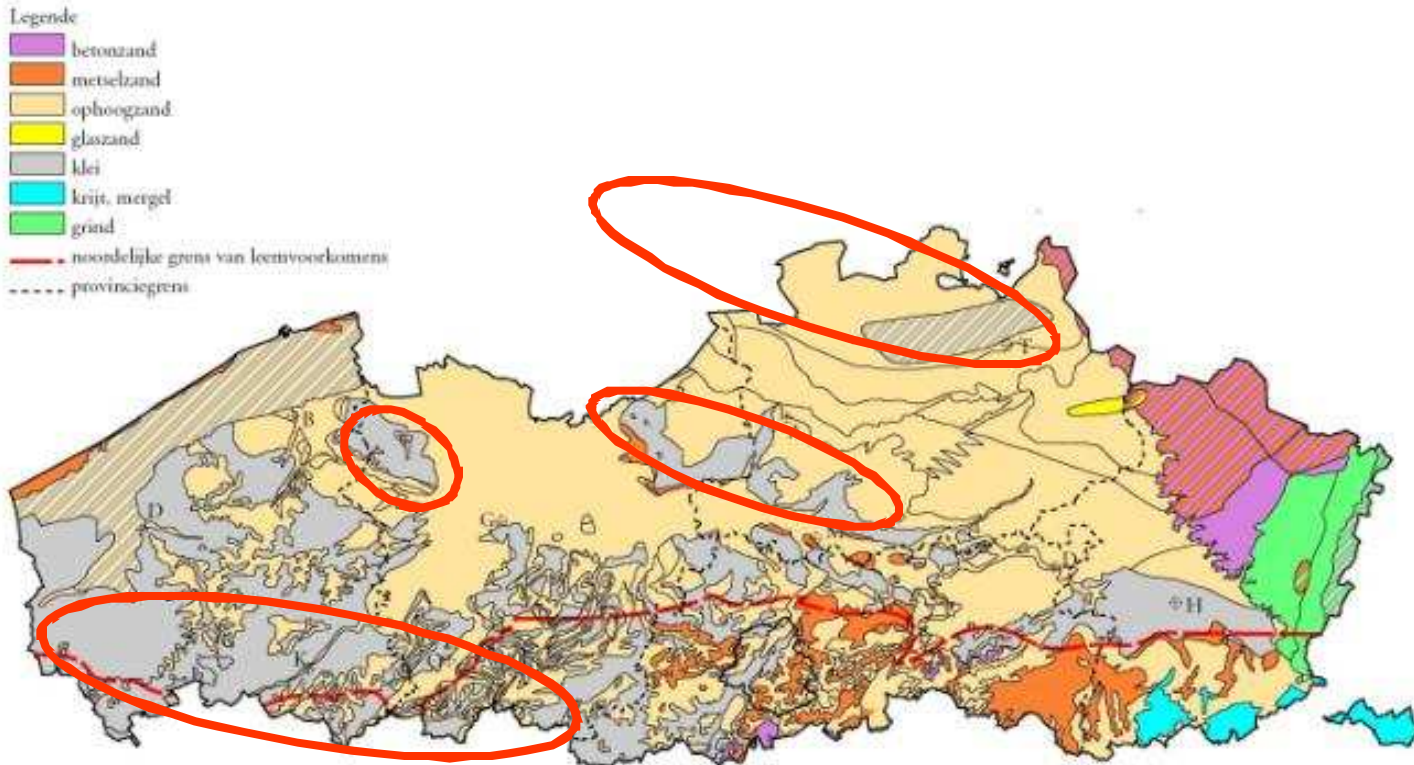 Legende
betonzand
metselzand
ophoogzand
glaszand
klei
krijt, mergel
grind
noordelijke grens van leemvoorkomens
provinciegrens
B
D
H